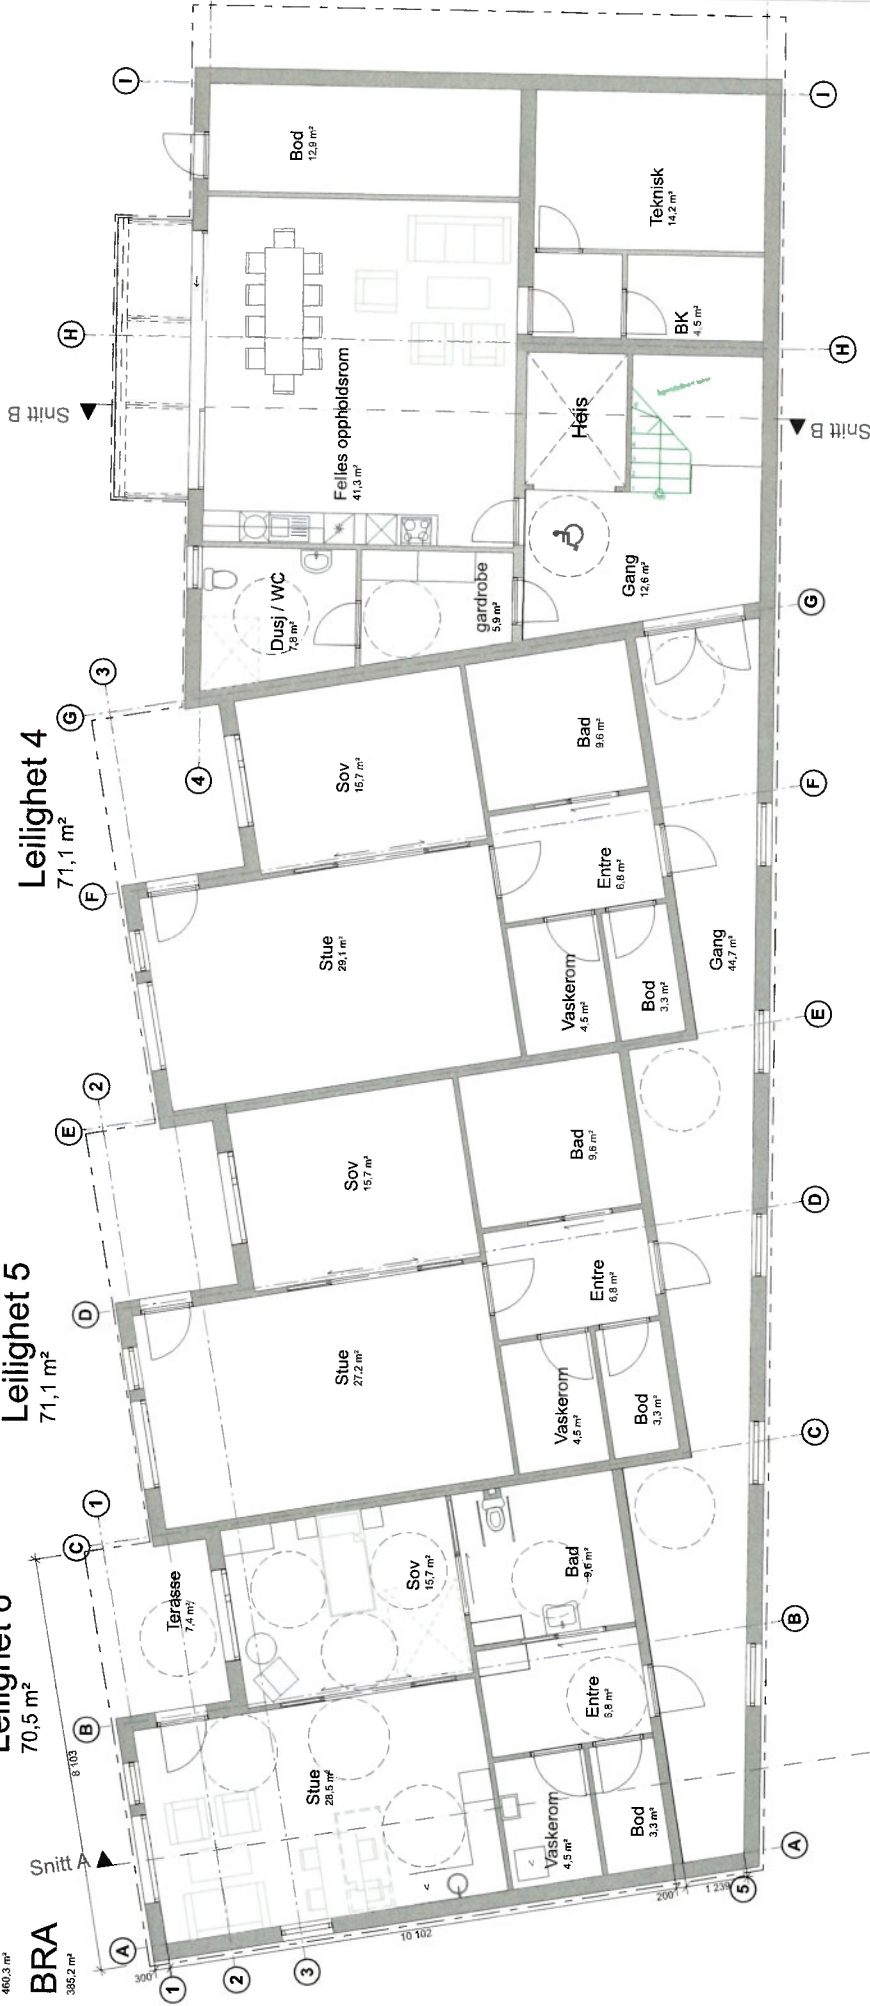 460,3 m²
BRA
385,2 m²
Leilighet 6
70,5 m²
Leilighet 5
71,1 m²
Leilighet 4
71,1 m²
8 103
Snitt A
A
B
C
D
E
F
G
H
I
1
2
3
4
Snitt B
300
1
2
3
10 102
200
1 239
5
Terasse
7,4 m²
Stue
28,5 m²
Sov
15,7 m²
Bad
9,6 m²
Entre
6,8 m²
Vaskerom
4,5 m²
Bod
3,3 m²
Stue
27,2 m²
Sov
15,7 m²
Bad
9,6 m²
Entre
6,8 m²
Vaskerom
4,5 m²
Bod
3,3 m²
Stue
29,1 m²
Sov
15,7 m²
Bad
9,6 m²
Entre
6,8 m²
Vaskerom
4,5 m²
Bod
3,3 m²
Gang
44,7 m²
Dusj / WC
7,8 m²
gardrobe
5,9 m²
Gang
12,6 m²
Felles oppholdsrom
41,3 m²
Heis
Bod
12,9 m²
BK
4,5 m²
Teknisk
14,2 m²
A
B
C
D
E
F
G
H
I
Snitt B